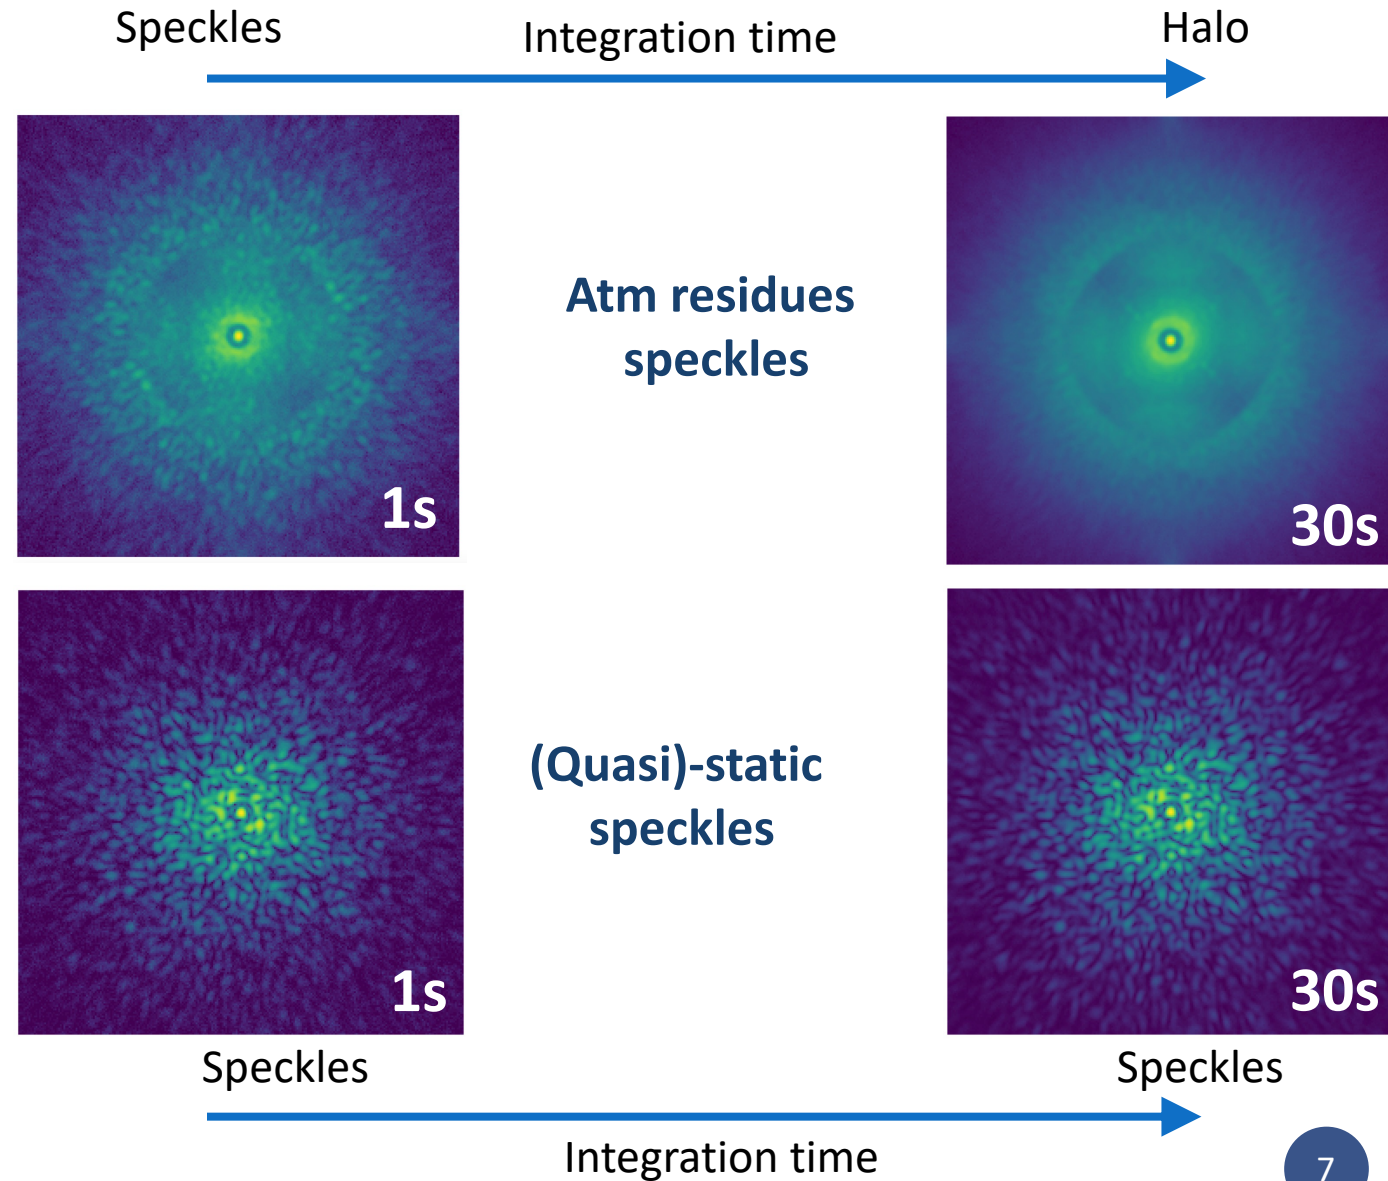 Speckles
Integration time
Halo
1s
Atm residues
speckles
30s
1s
(Quasi)-static
speckles
30s
Speckles
Speckles
Integration time
7